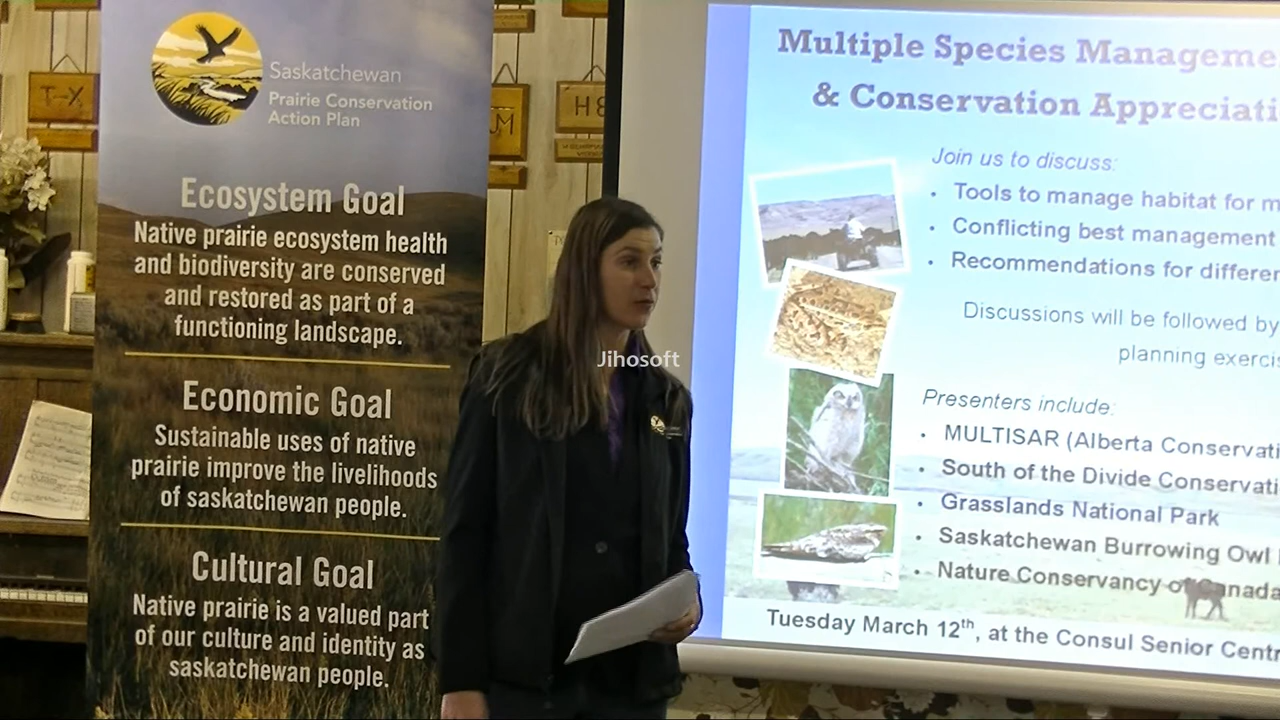 Saskatchewan
Prairie Conservation
Action Plan
Ecosystem Goal
Native prairie ecosystem health
and biodiversity are conserved
and restored as part of a
functioning landscape.
Economic Goal
Sustainable uses of native
prairie improve the livelihoods
of saskatchewan people.
Cultural Goal
Native prairie is a valued part
of our culture and identity as
saskatchewan people.
T-X
JM
H8
Jihosoft
Multiple Species Manageme
& Conservation Appreciati
Join us to discuss:
• Tools to manage habitat for m
• Conflicting best management
• Recommendations for differen
Discussions will be followed by
planning exercis
Presenters include:
• MULTISAR (Alberta Conservati
• South of the Divide Conservati
• Grasslands National Park
• Saskatchewan Burrowing Owl I
• Nature Conservancy of Canada
Tuesday March 12th, at the Consul Senior Centr